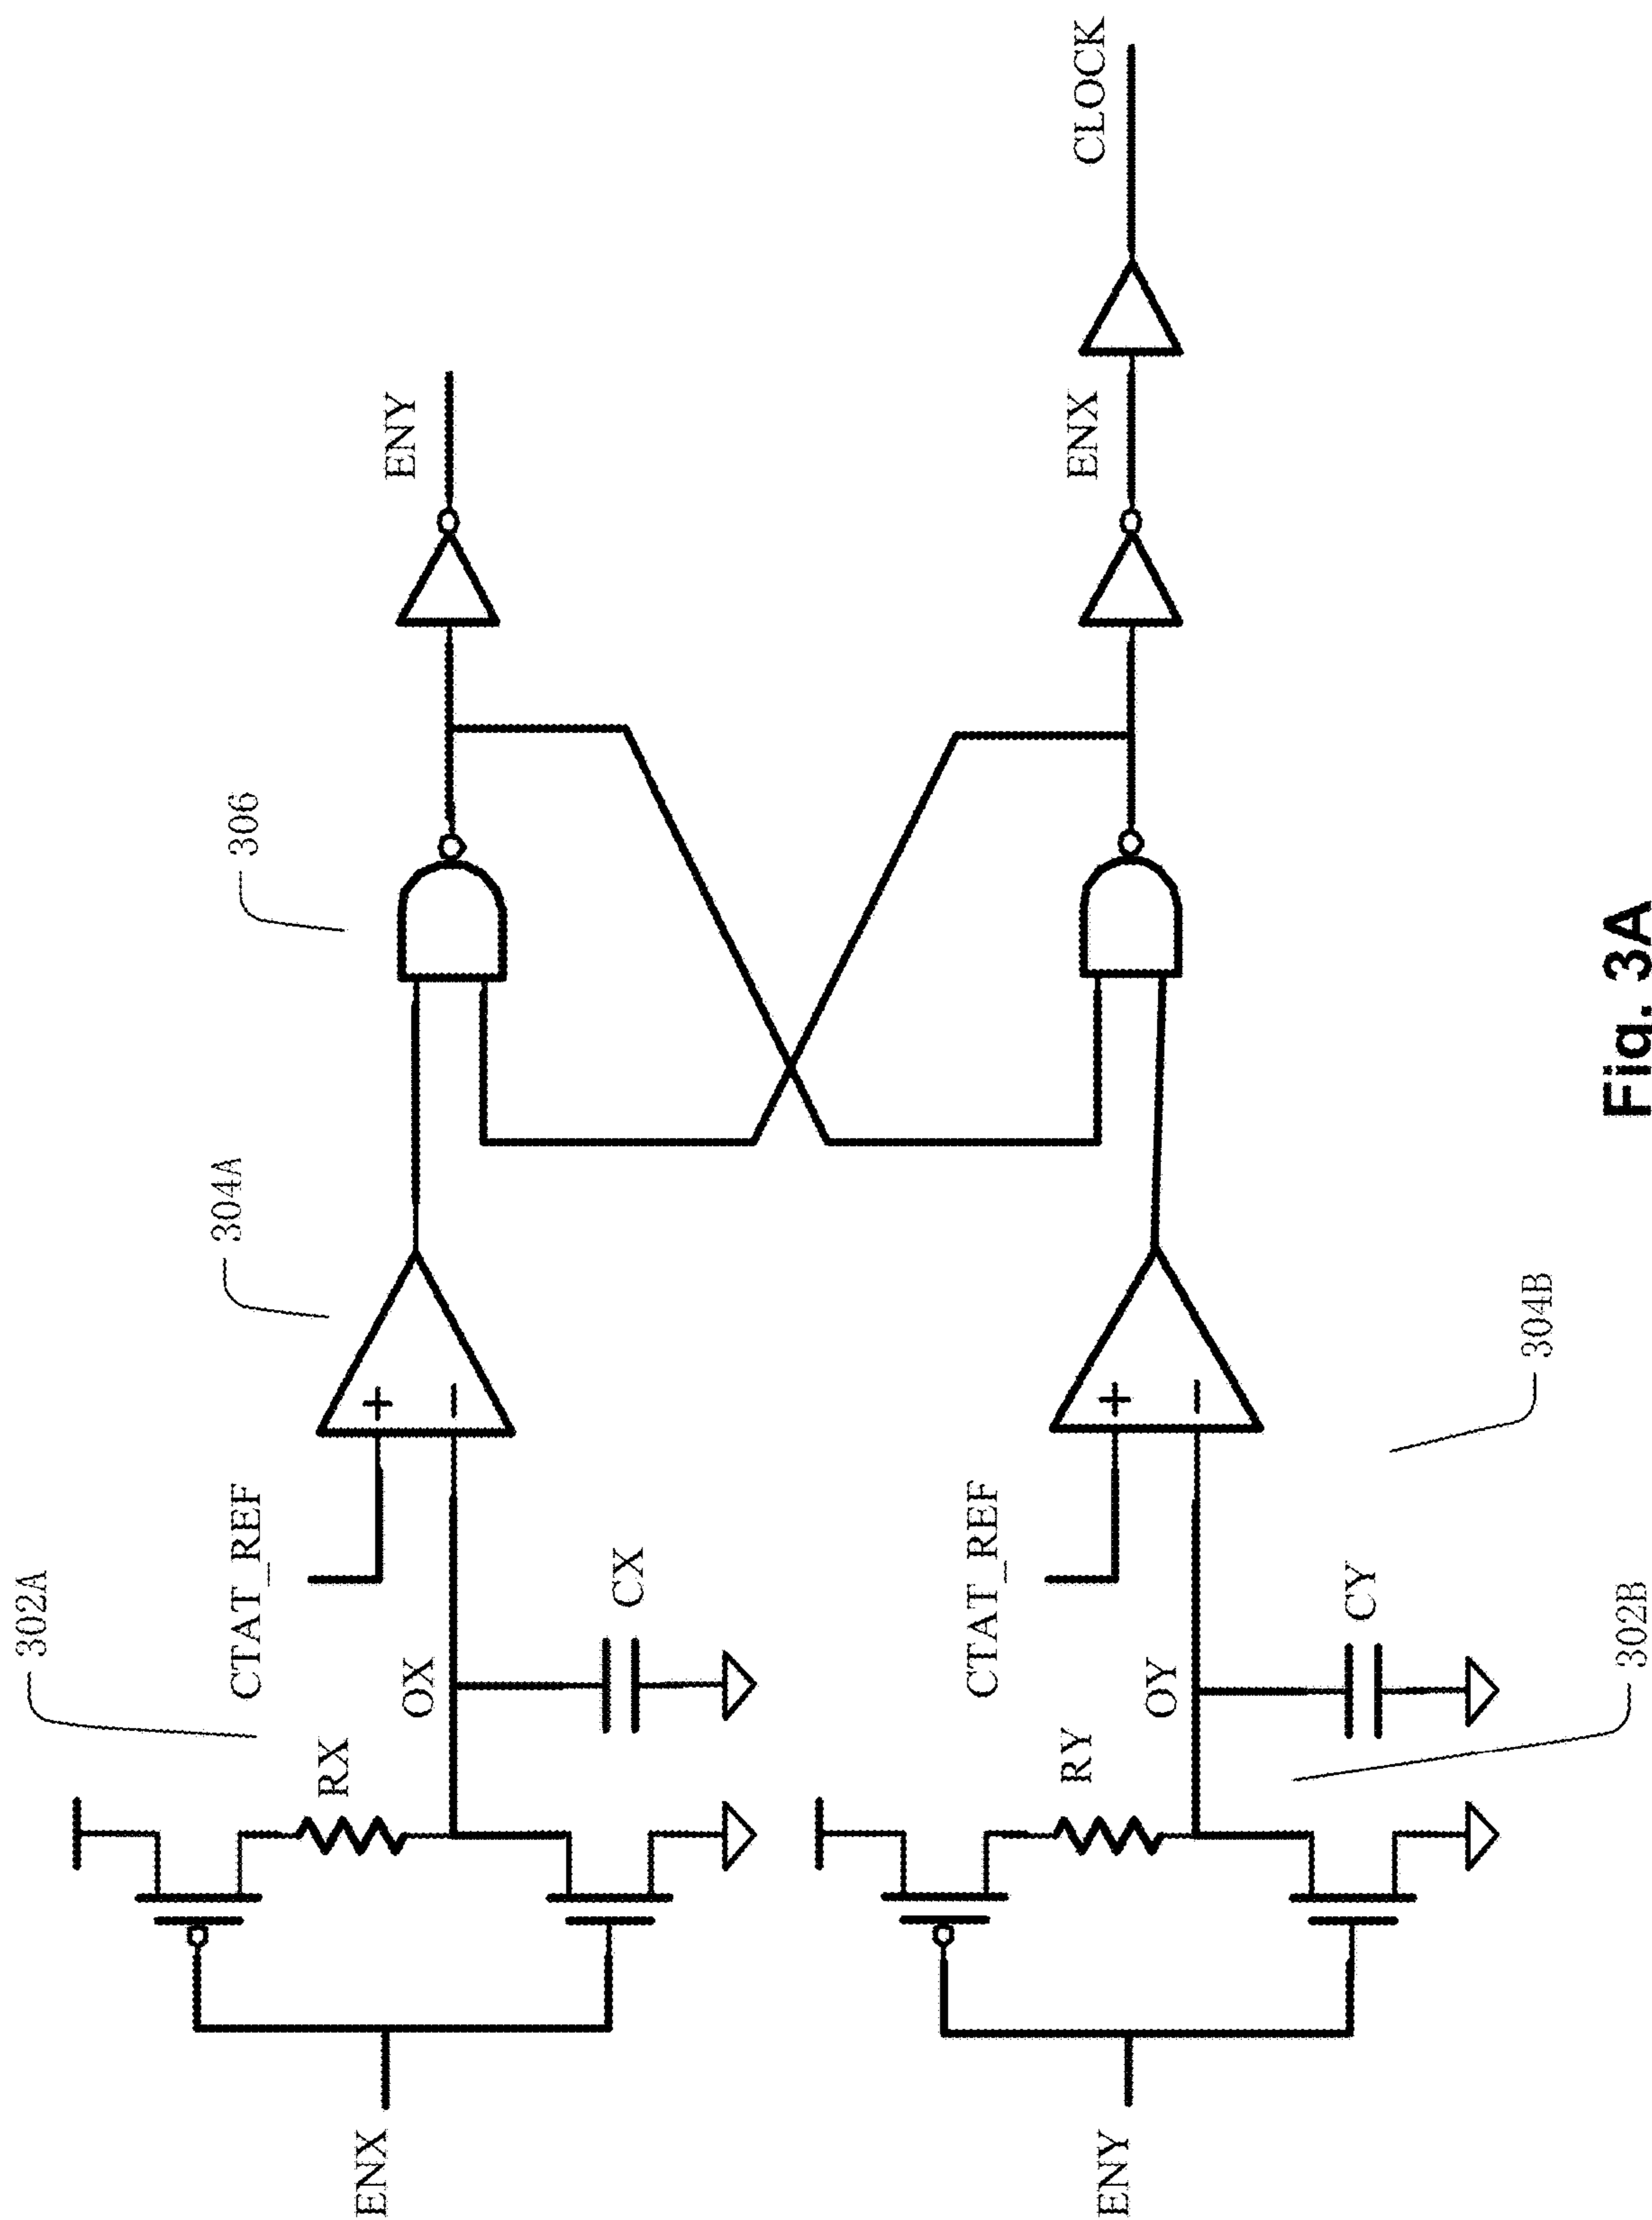 302A
304A
306
CTAT_REF
RX
ENX
ENY
OX
CX
CTAT_REF
RY
ENX
CLOCK
ENY
OY
CY
304B
302B
Fig. 3A
+
−
+
−